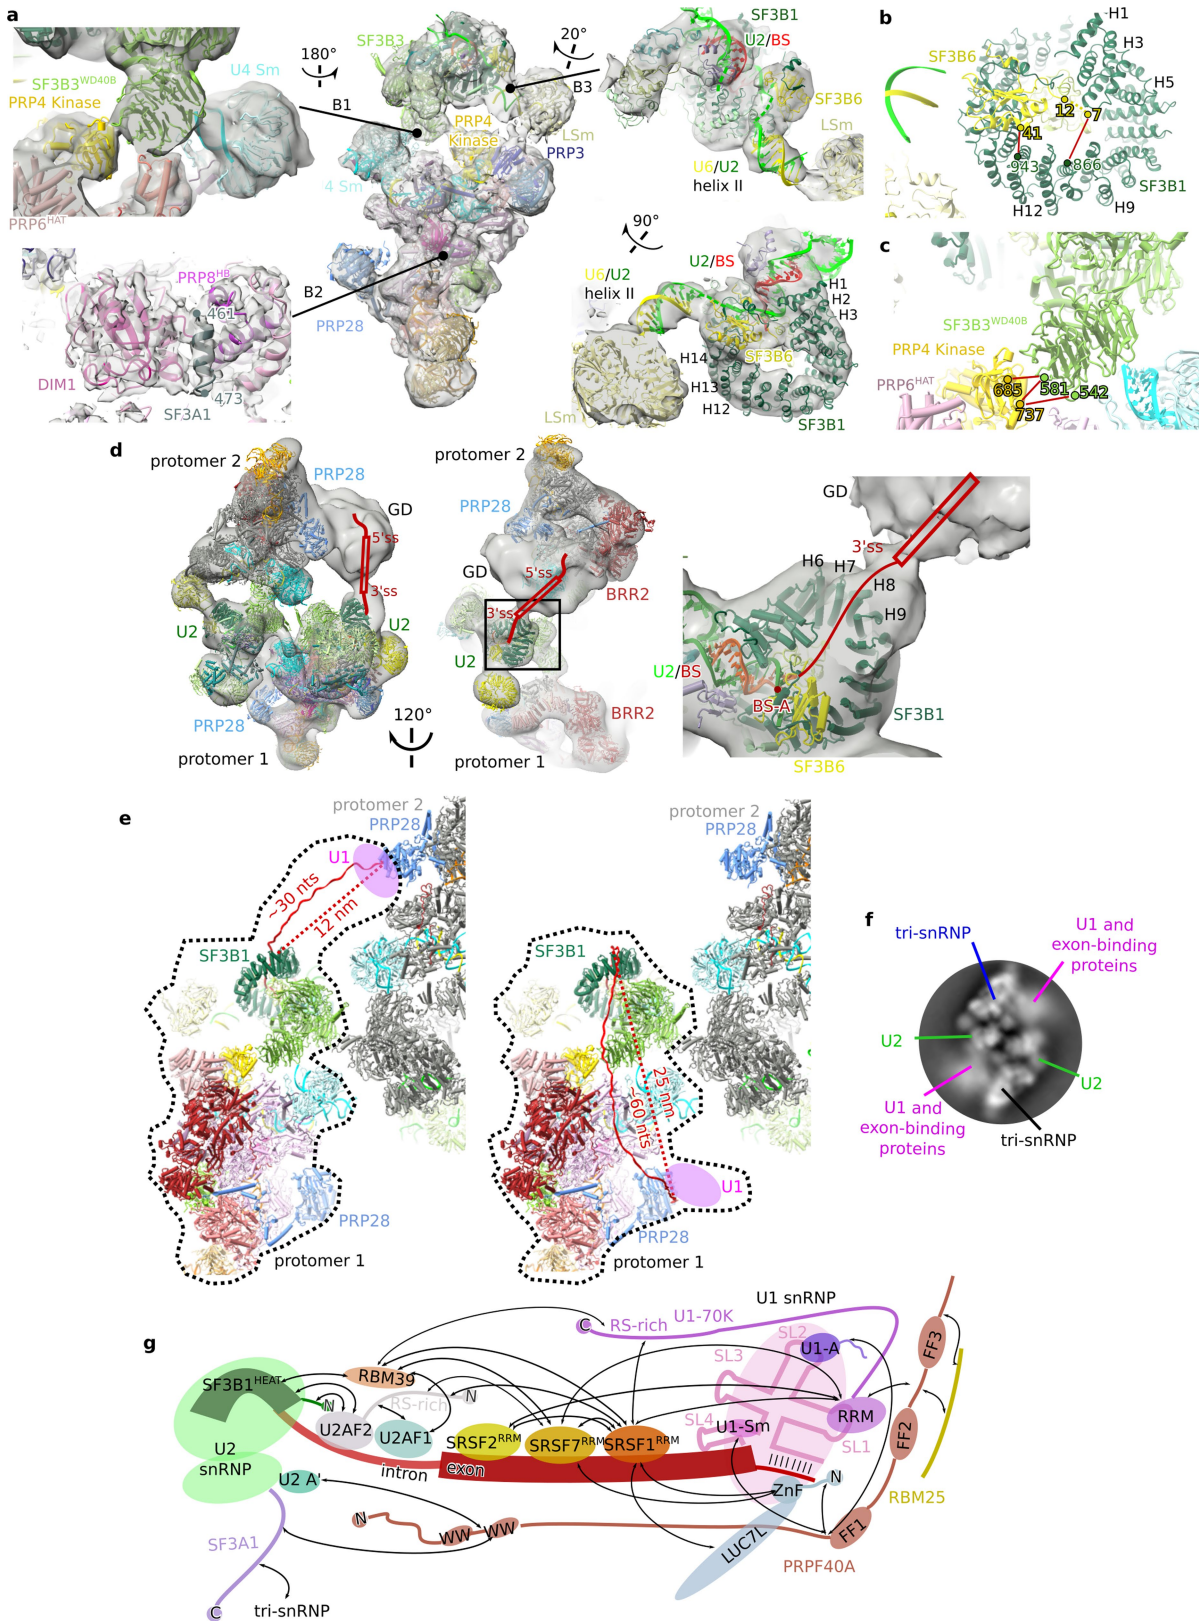 a
180°
20°
SF3B3WD40B
PRP4 Kinase
U4 Sm
PRP6HAT
B1
SF3B3
PRP4
Kinase
B3
LSm
PRP3
4 Sm
SF3B1
U2/BS
SF3B6
LSm
U6/U2
helix II
PRP8HB
461
DIM1
SF3A1
473
B2
PRP28
90°
U6/U2
helix II
U2/BS
H1
H2
H3
SF3B6
H14
H13
H12
LSm
SF3B1
b
SF3B6
H1
H3
H5
12
7
41
943
866
SF3B1
H12
H9
c
SF3B3WD40B
PRP4 Kinase
PRP6HAT
685
581
542
737
d
protomer 2
PRP28
GD
5'ss
3'ss
U2
U2
PRP28
protomer 1
120°
protomer 2
PRP28
GD
5'ss
3'ss
BRR2
U2
BRR2
protomer 1
GD
3'ss
H6
H7
H8
H9
U2/BS
BS-A
SF3B1
SF3B6
e
protomer 2
PRP28
U1
~30 nts
12 nm
SF3B1
PRP28
protomer 1
protomer 2
PRP28
SF3B1
25 nm
~60 nts
U1
PRP28
protomer 1
f
tri-snRNP
U1 and
exon-binding
proteins
U2
U2
U1 and
exon-binding
proteins
tri-snRNP
g
C
RS-rich
U1-70K
U1 snRNP
SL2
U1-A
SL3
FF3
SF3B1HEAT
RBM39
N
RS-rich
N
U2AF2
U2AF1
SRSF2RRM
SRSF7RRM
SRSF1RRM
U1-Sm
SL4
RRM
SL1
FF2
U2
snRNP
intron
exon
U2 A'
ZnF
N
RBM25
N
WW
WW
LUC7L
FF1
SF3A1
PRPF40A
C
tri-snRNP